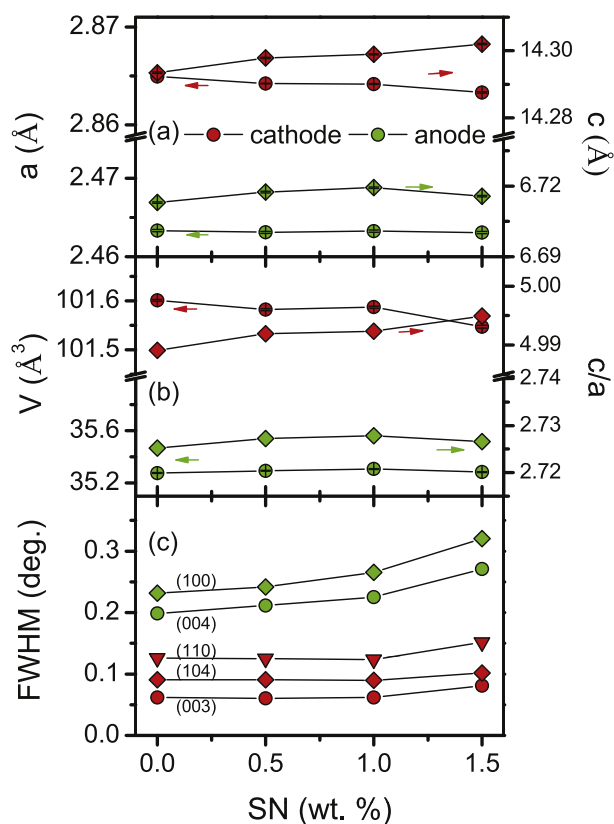 2.87
2.86
a (Å)
2.47
2.46
14.30
14.28
c (Å)
6.72
6.69
(a)
cathode
anode
101.6
101.5
V (Å³)
35.6
35.2
5.00
4.99
2.74
c/a
2.73
2.72
(b)
0.3
0.2
0.1
0.0
FWHM (deg.)
(c)
(100)
(004)
(110)
(104)
(003)
0.0 0.5 1.0 1.5
SN (wt. %)